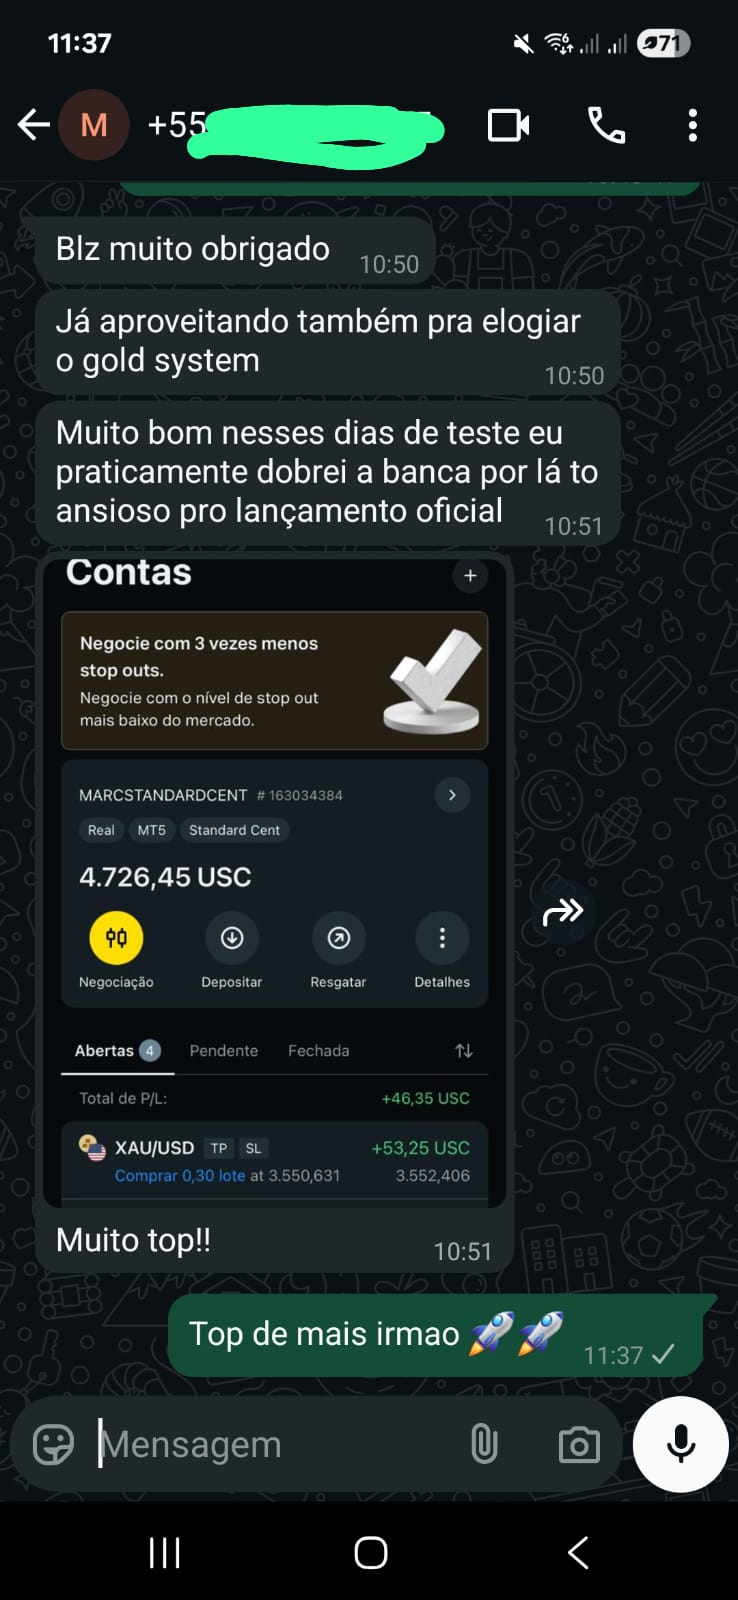 11:37
71
M
+55
Blz muito obrigado
10:50
Já aproveitando também pra elogiar
o gold system
10:50
Muito bom nesses dias de teste eu
praticamente dobrei a banca por lá to
ansioso pro lançamento oficial
10:51
Contas
+
Negocie com 3 vezes menos
stop outs.
Negocie com o nível de stop out
mais baixo do mercado.
MARCSTANDARDCENT # 163034384
Real MT5 Standard Cent
4.726,45 USC
Negociação Depositar Resgatar Detalhes
Abertas 4 Pendente Fechada
Total de P/L: +46,35 USC
XAU/USD TP SL +53,25 USC
Comprar 0,30 lote at 3.550,631 3.552,406
Muito top!!
10:51
Top de mais irmao 🚀🚀
11:37
Mensagem